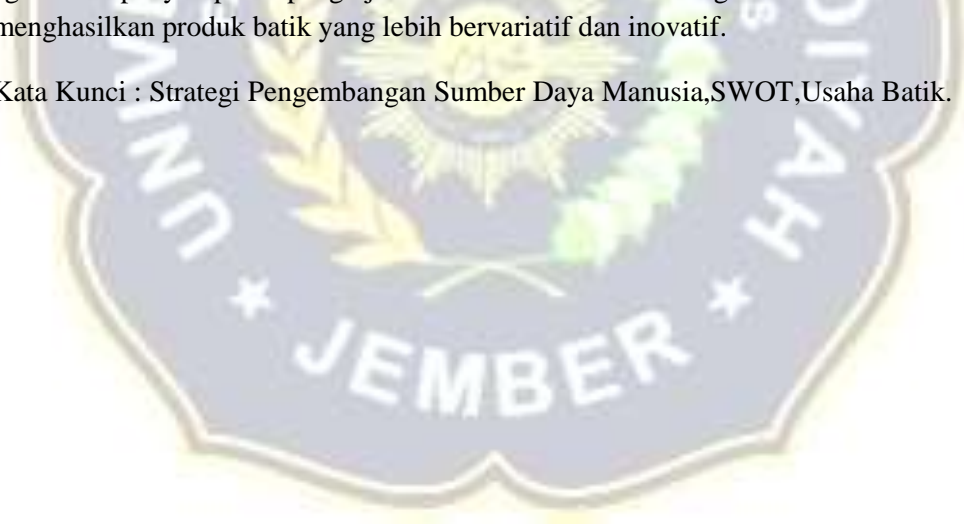 menghasilkan produk batik yang lebih bervariatif dan inovatif.
Kata Kunci : Strategi Pengembangan Sumber Daya Manusia,SWOT,Usaha Batik.
JEMBER